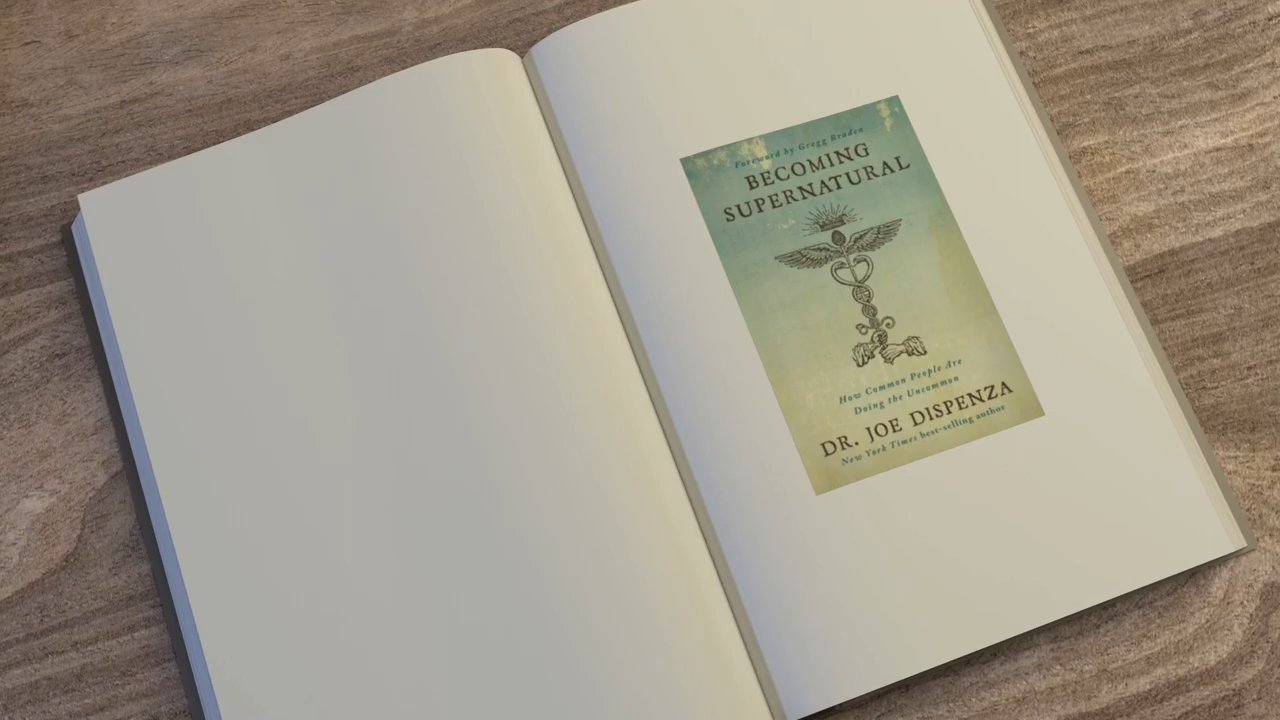 Foreword by Gregg Braden
BECOMING
SUPERNATURAL
How Common People Are
Doing the Uncommon
DR. JOE DISPENZA
New York Times best-selling author